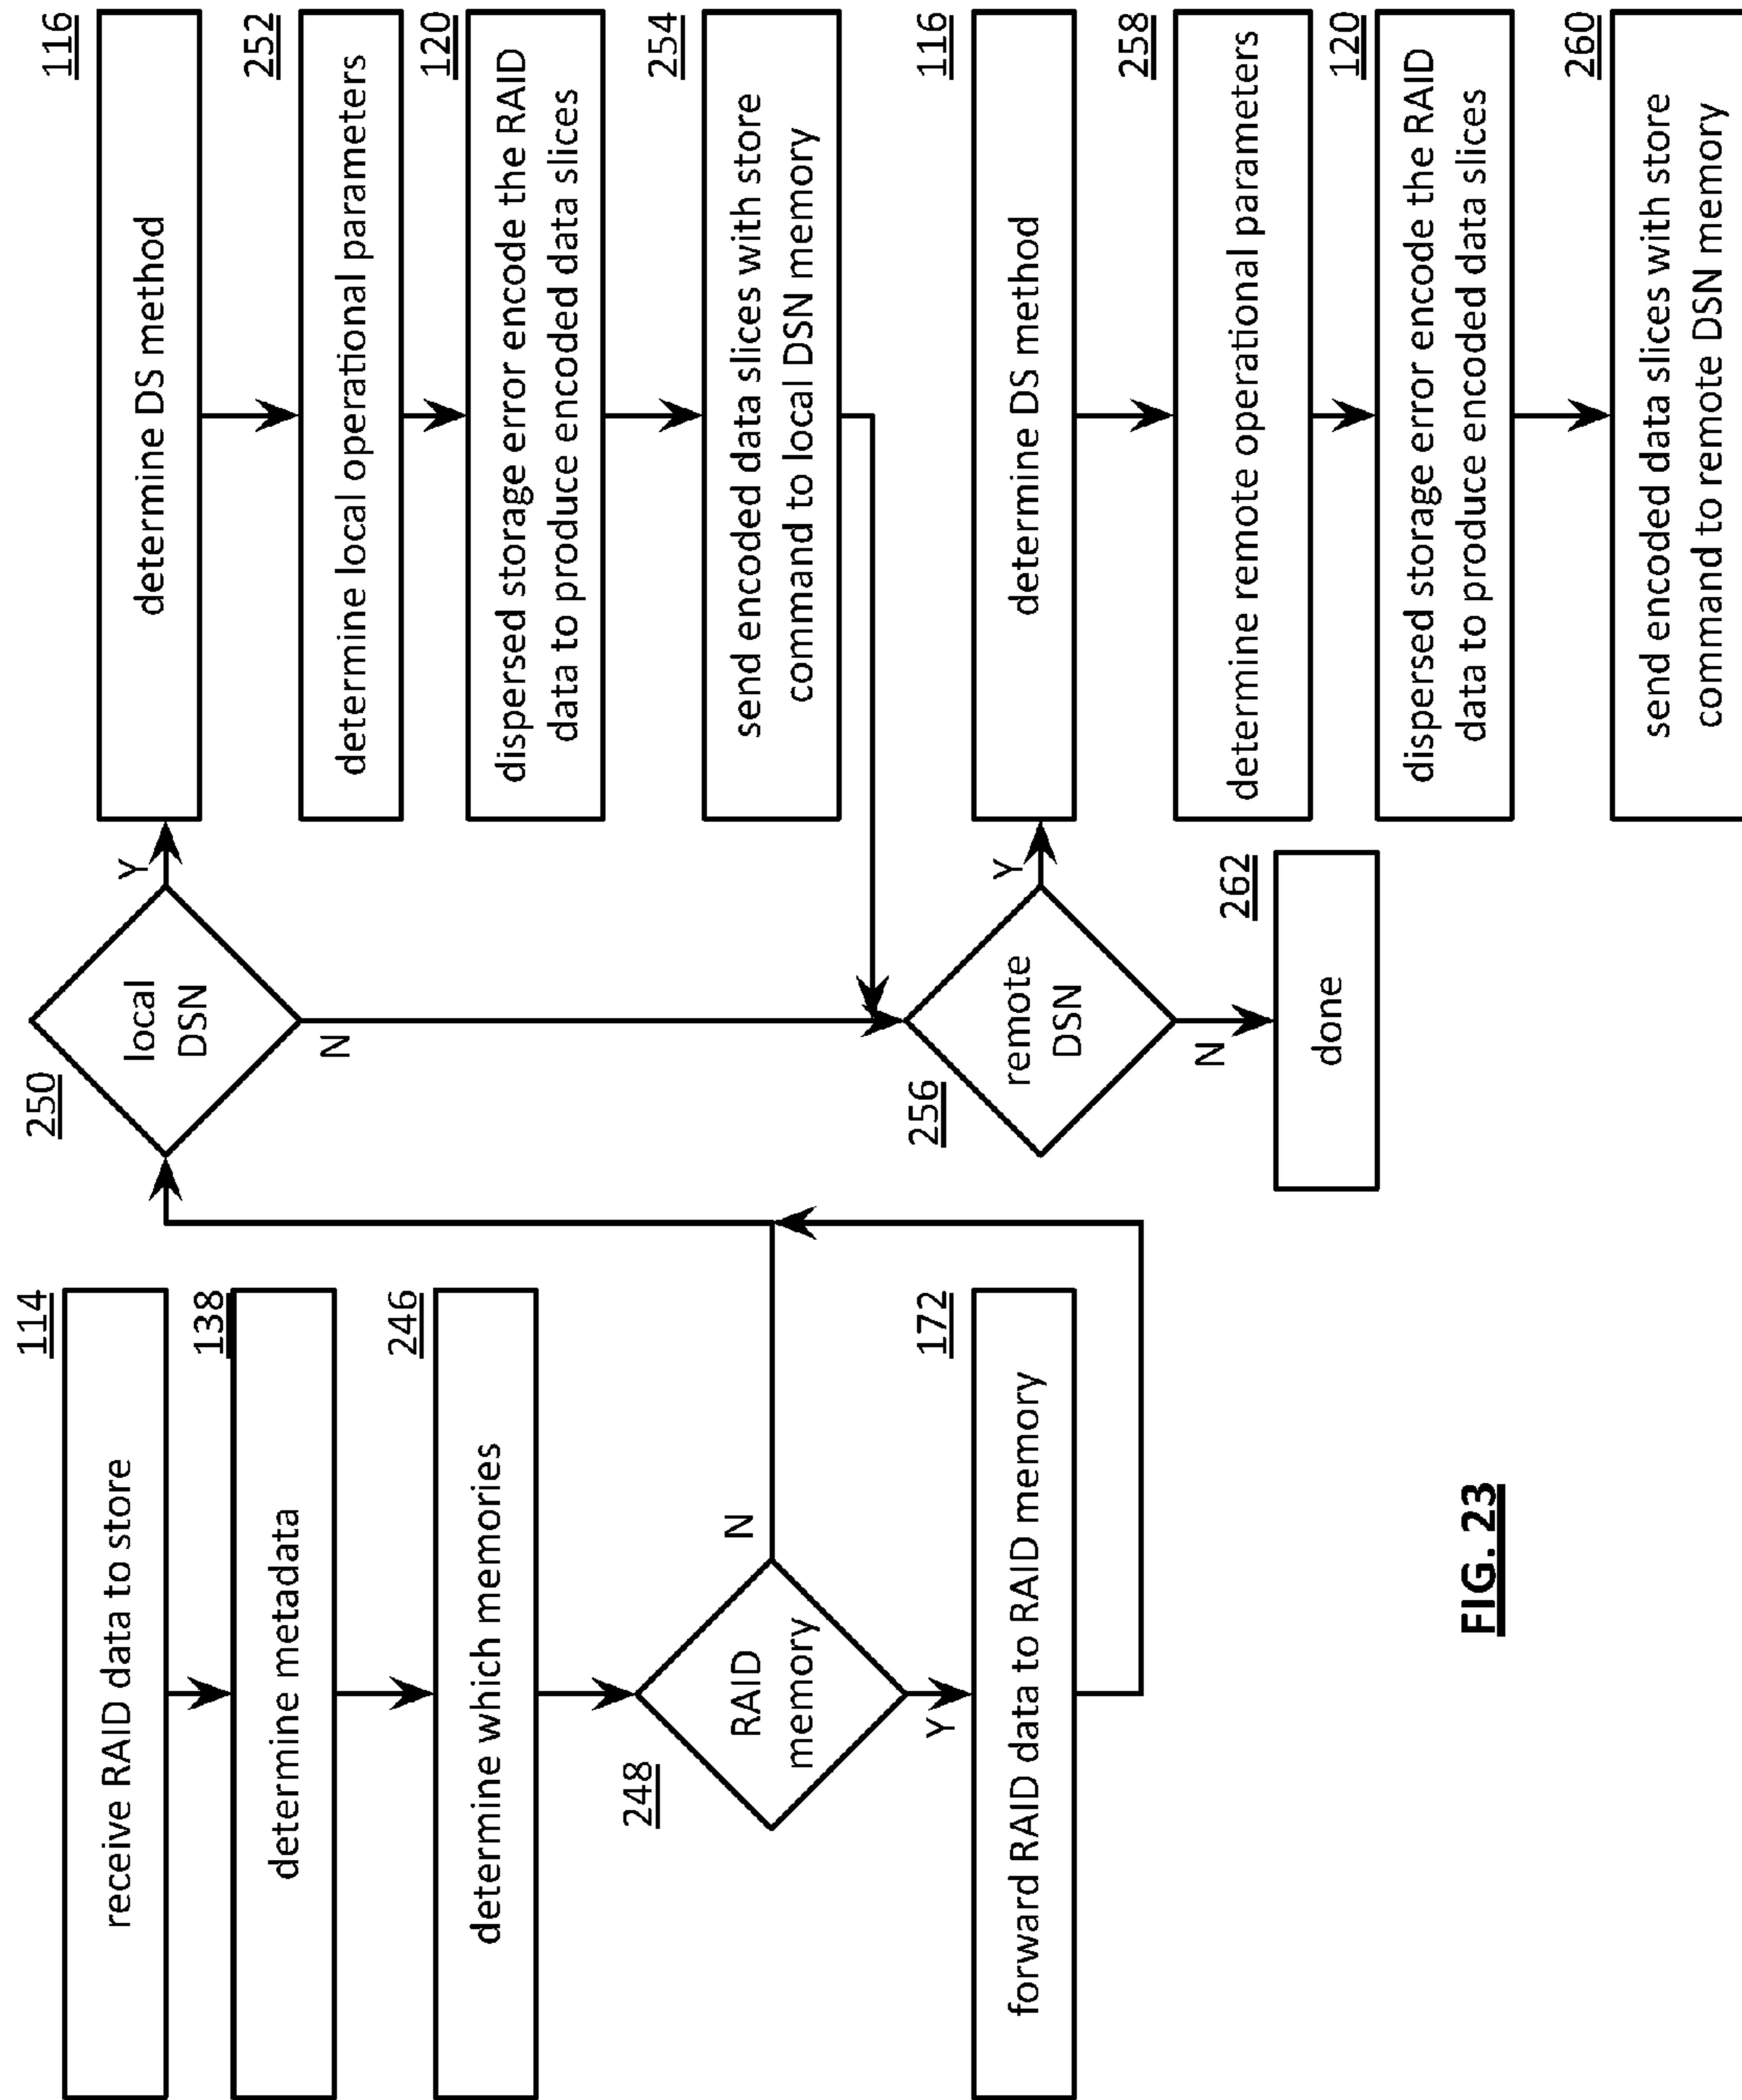 114
receive RAID data to store
138
determine metadata
246
determine which memories
248
RAID
memory
N
Y
172
forward RAID data to RAID memory
250
local
DSN
Y
N
116
determine DS method
252
determine local operational parameters
120
dispersed storage error encode the RAID
data to produce encoded data slices
254
send encoded data slices with store
command to local DSN memory
256
remote
DSN
Y
N
262
done
116
determine DS method
258
determine remote operational parameters
120
dispersed storage error encode the RAID
data to produce encoded data slices
260
send encoded data slices with store
command to remote DSN memory
FIG. 23